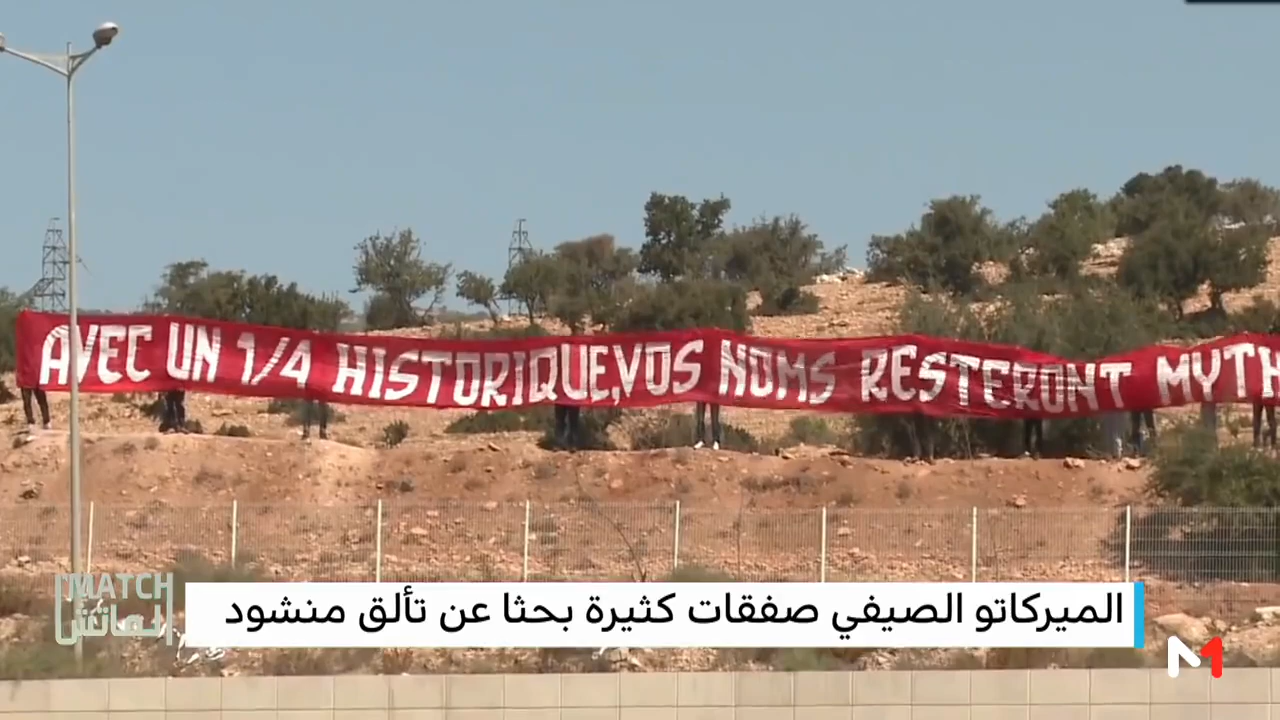 AVEC UN 1/4 HISTORIQUE, VOS NOMS RESTERONT MYTH
MATCH
الماتش
الميركاتو الصيفي صفقات كثيرة بحثا عن تألق منشود
M1